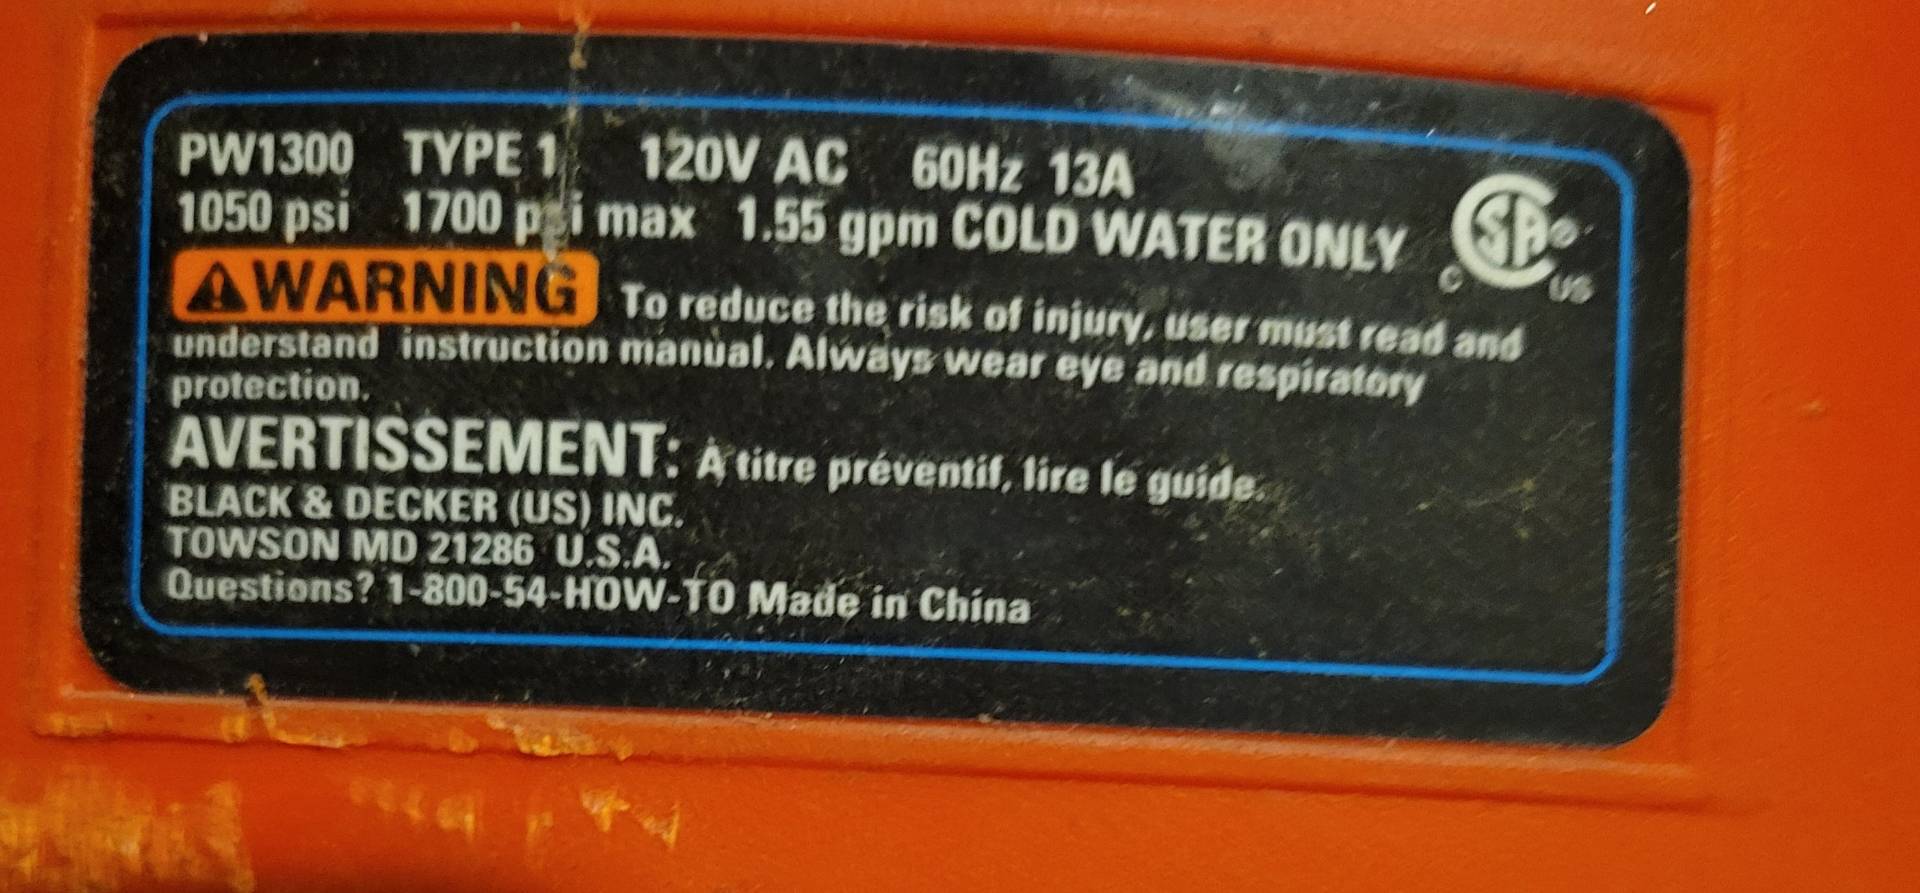 PW1300 TYPE 1 120V AC 60Hz 13A
1050 psi 1700 psi max 1.55 gpm COLD WATER ONLY
CSA® C US
WARNING To reduce the risk of injury, user must read and
understand instruction manual. Always wear eye and respiratory
protection.
AVERTISSEMENT: A titre préventif, lire le guide.
BLACK & DECKER (US) INC.
TOWSON MD 21286 U.S.A.
Questions? 1-800-54-HOW-TO Made in China